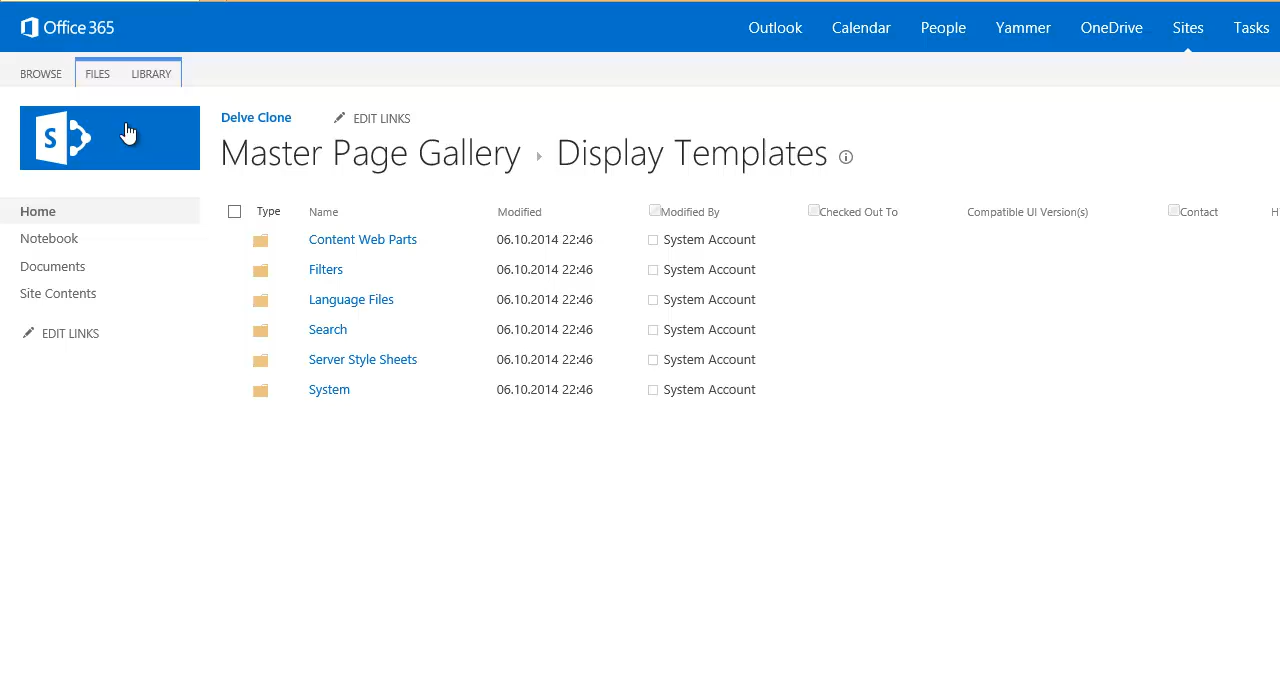 Office 365
Outlook Calendar People Yammer OneDrive Sites Tasks
BROWSE FILES LIBRARY
S
Delve Clone EDIT LINKS
Master Page Gallery Display Templates
Home
Notebook
Documents
Site Contents
EDIT LINKS
Type Name Modified Modified By Checked Out To Compatible UI Version(s) Contact H
Content Web Parts 06.10.2014 22:46 System Account
Filters 06.10.2014 22:46 System Account
Language Files 06.10.2014 22:46 System Account
Search 06.10.2014 22:46 System Account
Server Style Sheets 06.10.2014 22:46 System Account
System 06.10.2014 22:46 System Account